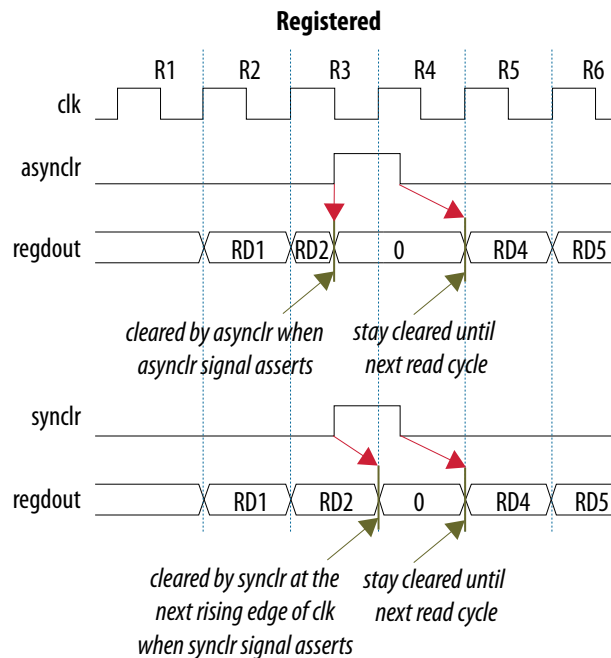 Registered
R1 R2 R3 R4 R5 R6
clk
asynclr
regdout RD1 RD2 0 RD4 RD5
cleared by asynclr when
asynclr signal asserts
stay cleared until
next read cycle
synclr
regdout RD1 RD2 0 RD4 RD5
cleared by synclr at the
next rising edge of clk
when synclr signal asserts
stay cleared until
next read cycle